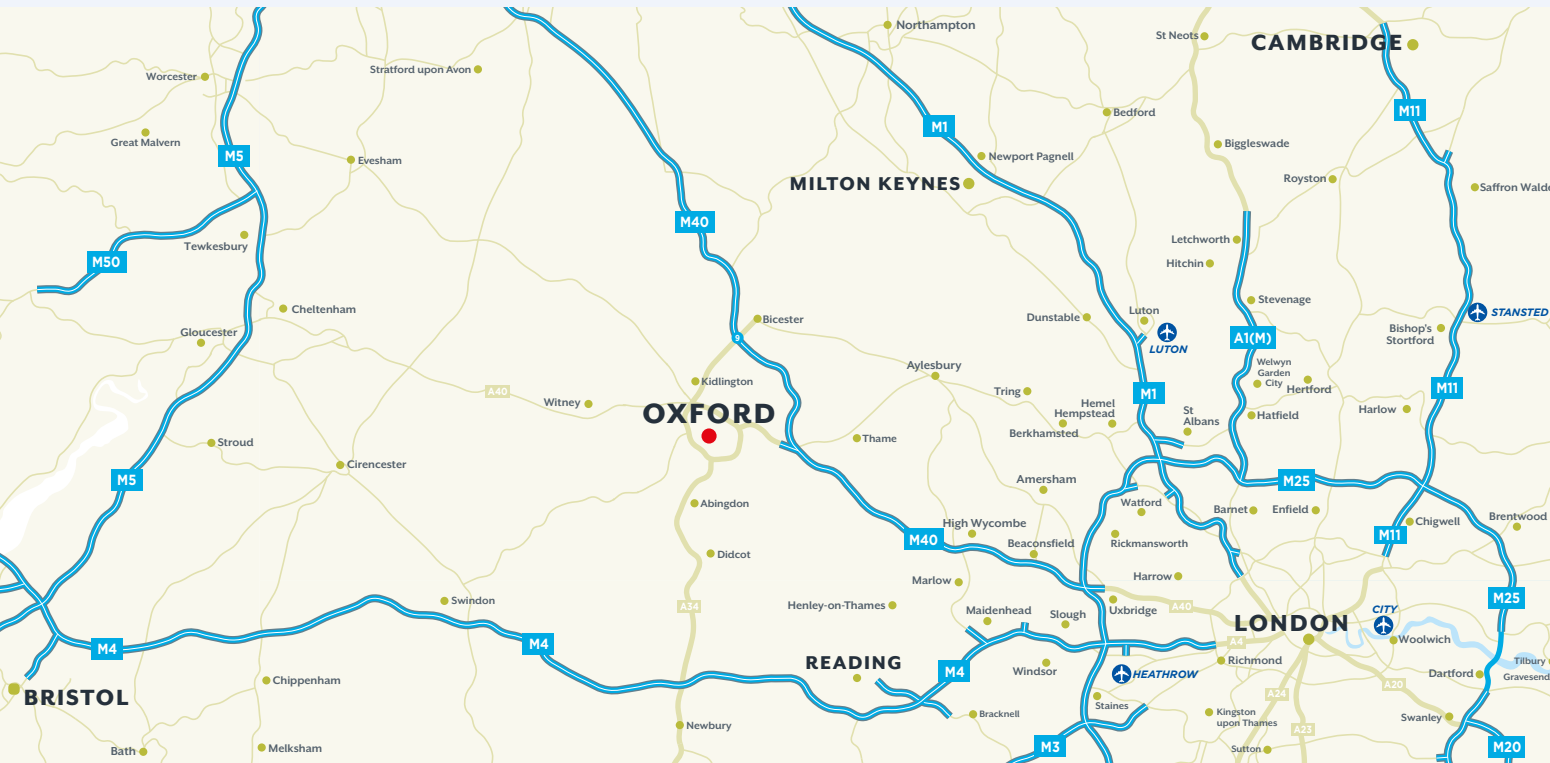 Northampton
St Neots
CAMBRIDGE
Worcester
Stratford upon Avon
M11
Bedford
M1
Great Malvern
M5
Evesham
Newport Pagnell
Biggleswade
MILTON KEYNES
Royston
Saffron Walde
M40
Tewkesbury
Letchworth
M50
Hitchin
Cheltenham
Stevenage
Luton
Dunstable
Bicester
STANSTED
Gloucester
9
LUTON
A1(M)
Bishop's
Stortford
Aylesbury
Welwyn
Garden
City
Hertford
Kidlington
A40
Witney
Tring
M1
M11
OXFORD
Hemel
Hempstead
Berkhamsted
St
Albans
Hatfield
Harlow
Stroud
Thame
Cirencester
M5
Amersham
M25
Abingdon
Watford
Barnet
Enfield
Chigwell
Brentwood
High Wycombe
M40
Beaconsfield
Rickmansworth
M11
Didcot
Marlow
Harrow
Swindon
A34
Henley-on-Thames
Maidenhead
Slough
Uxbridge
A40
M25
CITY
LONDON
M4
M4
A4
Woolwich
READING
M4
Windsor
HEATHROW
Richmond
Dartford
Tilbury
Gravesend
BRISTOL
Chippenham
A24
A20
Staines
Bracknell
Kingston
upon Thames
Swanley
Newbury
A23
Bath
Melksham
M3
Sutton
M20